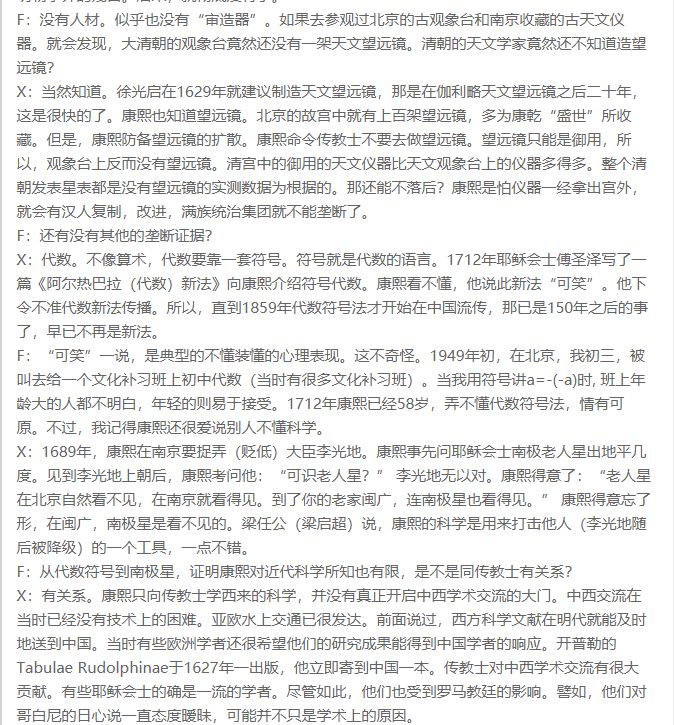 F：没有人材。似乎也没有“审造器”。如果去参观过北京的古观象台和南京收藏的古天文仪
器。就会发现，大清朝的观象台竟然还没有一架天文望远镜。清朝的天文学家竟然还不知道造望
远镜？
X：当然知道。徐光启在1629年就建议制造天文望远镜，那是在伽利略天文望远镜之后二十年，
这是很快的了。康熙也知道望远镜。北京的故宫中就有上百架望远镜，多为康乾“盛世”所收
藏。但是，康熙防备望远镜的扩散。康熙命令传教士不要去做望远镜。望远镜只能是御用，所
以，观象台上反而没有望远镜。清宫中的御用的天文仪器比天文观象台上的仪器多得多。整个清
朝发表星表都是没有望远镜的实测数据为根据的。那还能不落后？康熙是怕仪器一经拿出宫外，
就会有汉人复制，改进，满族统治集团就不能垄断了。
F：还有没有其他的垄断证据？
X：代数。不像算术，代数要靠一套符号。符号就是代数的语言。1712年耶稣会士傅圣泽写了一
篇《阿尔热巴拉（代数）新法》向康熙介绍符号代数。康熙看不懂，他说此新法“可笑”。他下
令不准代数新法传播。所以，直到1859年代数符号法才开始在中国流传，那已是150年之后的事
了，早已不再是新法。
F：“可笑”一说，是典型的不懂装懂的心理表现。这不奇怪。1949年初，在北京，我初三，被
叫去给一个文化补习班上初中代数（当时有很多文化补习班）。当我用符号讲a=-(-a)时, 班上年
龄大的人都不明白，年轻的则易于接受。1712年康熙已经58岁，弄不懂代数符号法，情有可
原。不过，我记得康熙还很爱说别人不懂科学。
X：1689年，康熙在南京要捉弄（贬低）大臣李光地。康熙事先问耶稣会士南极老人星出地平几
度。见到李光地上朝后，康熙考问他：“可识老人星？” 李光地无以对。康熙得意了：“老人星
在北京自然看不见，在南京就看得见。到了你的老家闽广，连南极星也看得见。” 康熙得意忘了
形，在闽广，南极星是看不见的。梁任公（梁启超）说，康熙的科学是用来打击他人（李光地随
后被降级）的一个工具，一点不错。
F：从代数符号到南极星，证明康熙对近代科学所知也有限，是不是同传教士有关系？
X：有关系。康熙只向传教士学西来的科学，并没有真正开启中西学术交流的大门。中西交流在
当时已经没有技术上的困难。亚欧水上交通已很发达。前面说过，西方科学文献在明代就能及时
地送到中国。当时有些欧洲学者还很希望他们的研究成果能得到中国学者的响应。开普勒的
Tabulae Rudolphinae于1627年一出版，他立即寄到中国一本。传教士对中西学术交流有很大
贡献。有些耶稣会士的确是一流的学者。尽管如此，他们也受到罗马教廷的影响。譬如，他们对
哥白尼的日心说一直态度暧昧，可能并不只是学术上的原因。